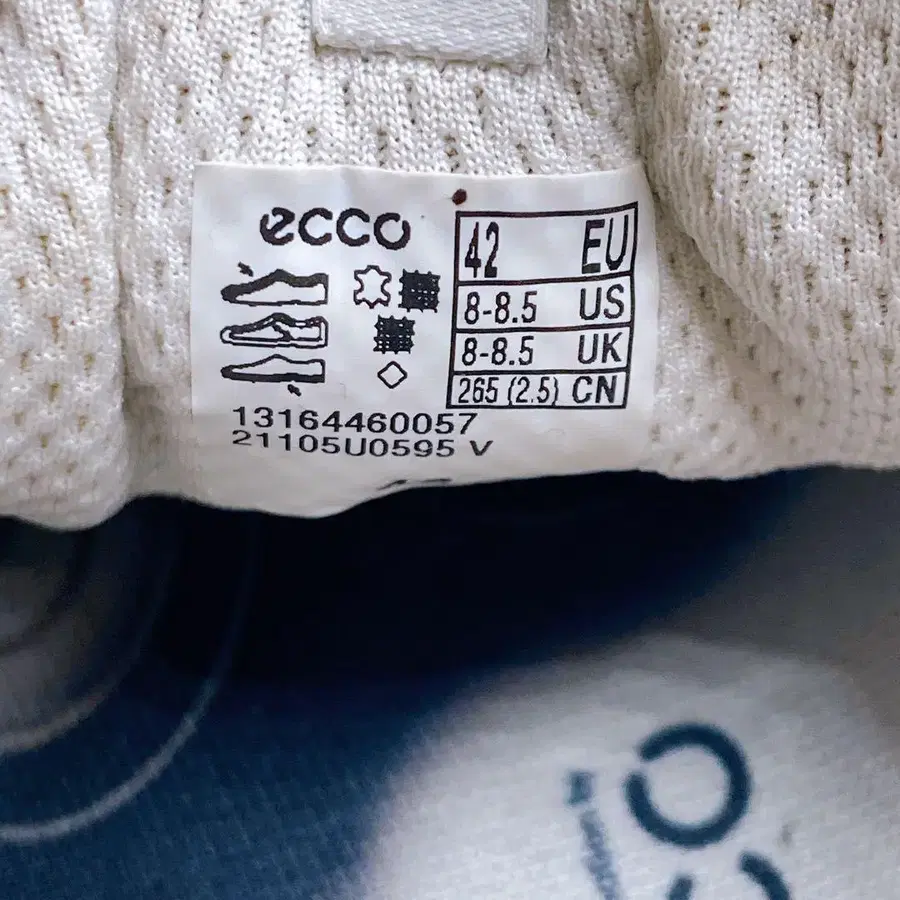 ecco
42 EU
8-8.5 US
8-8.5 UK
265 (2.5) CN
13164460057
21105U0595 V